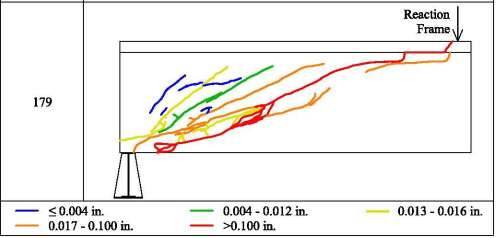 Reaction
Frame
179
≤ 0.004 in.
0.004 - 0.012 in.
0.013 - 0.016 in.
0.017 - 0.100 in.
>0.100 in.